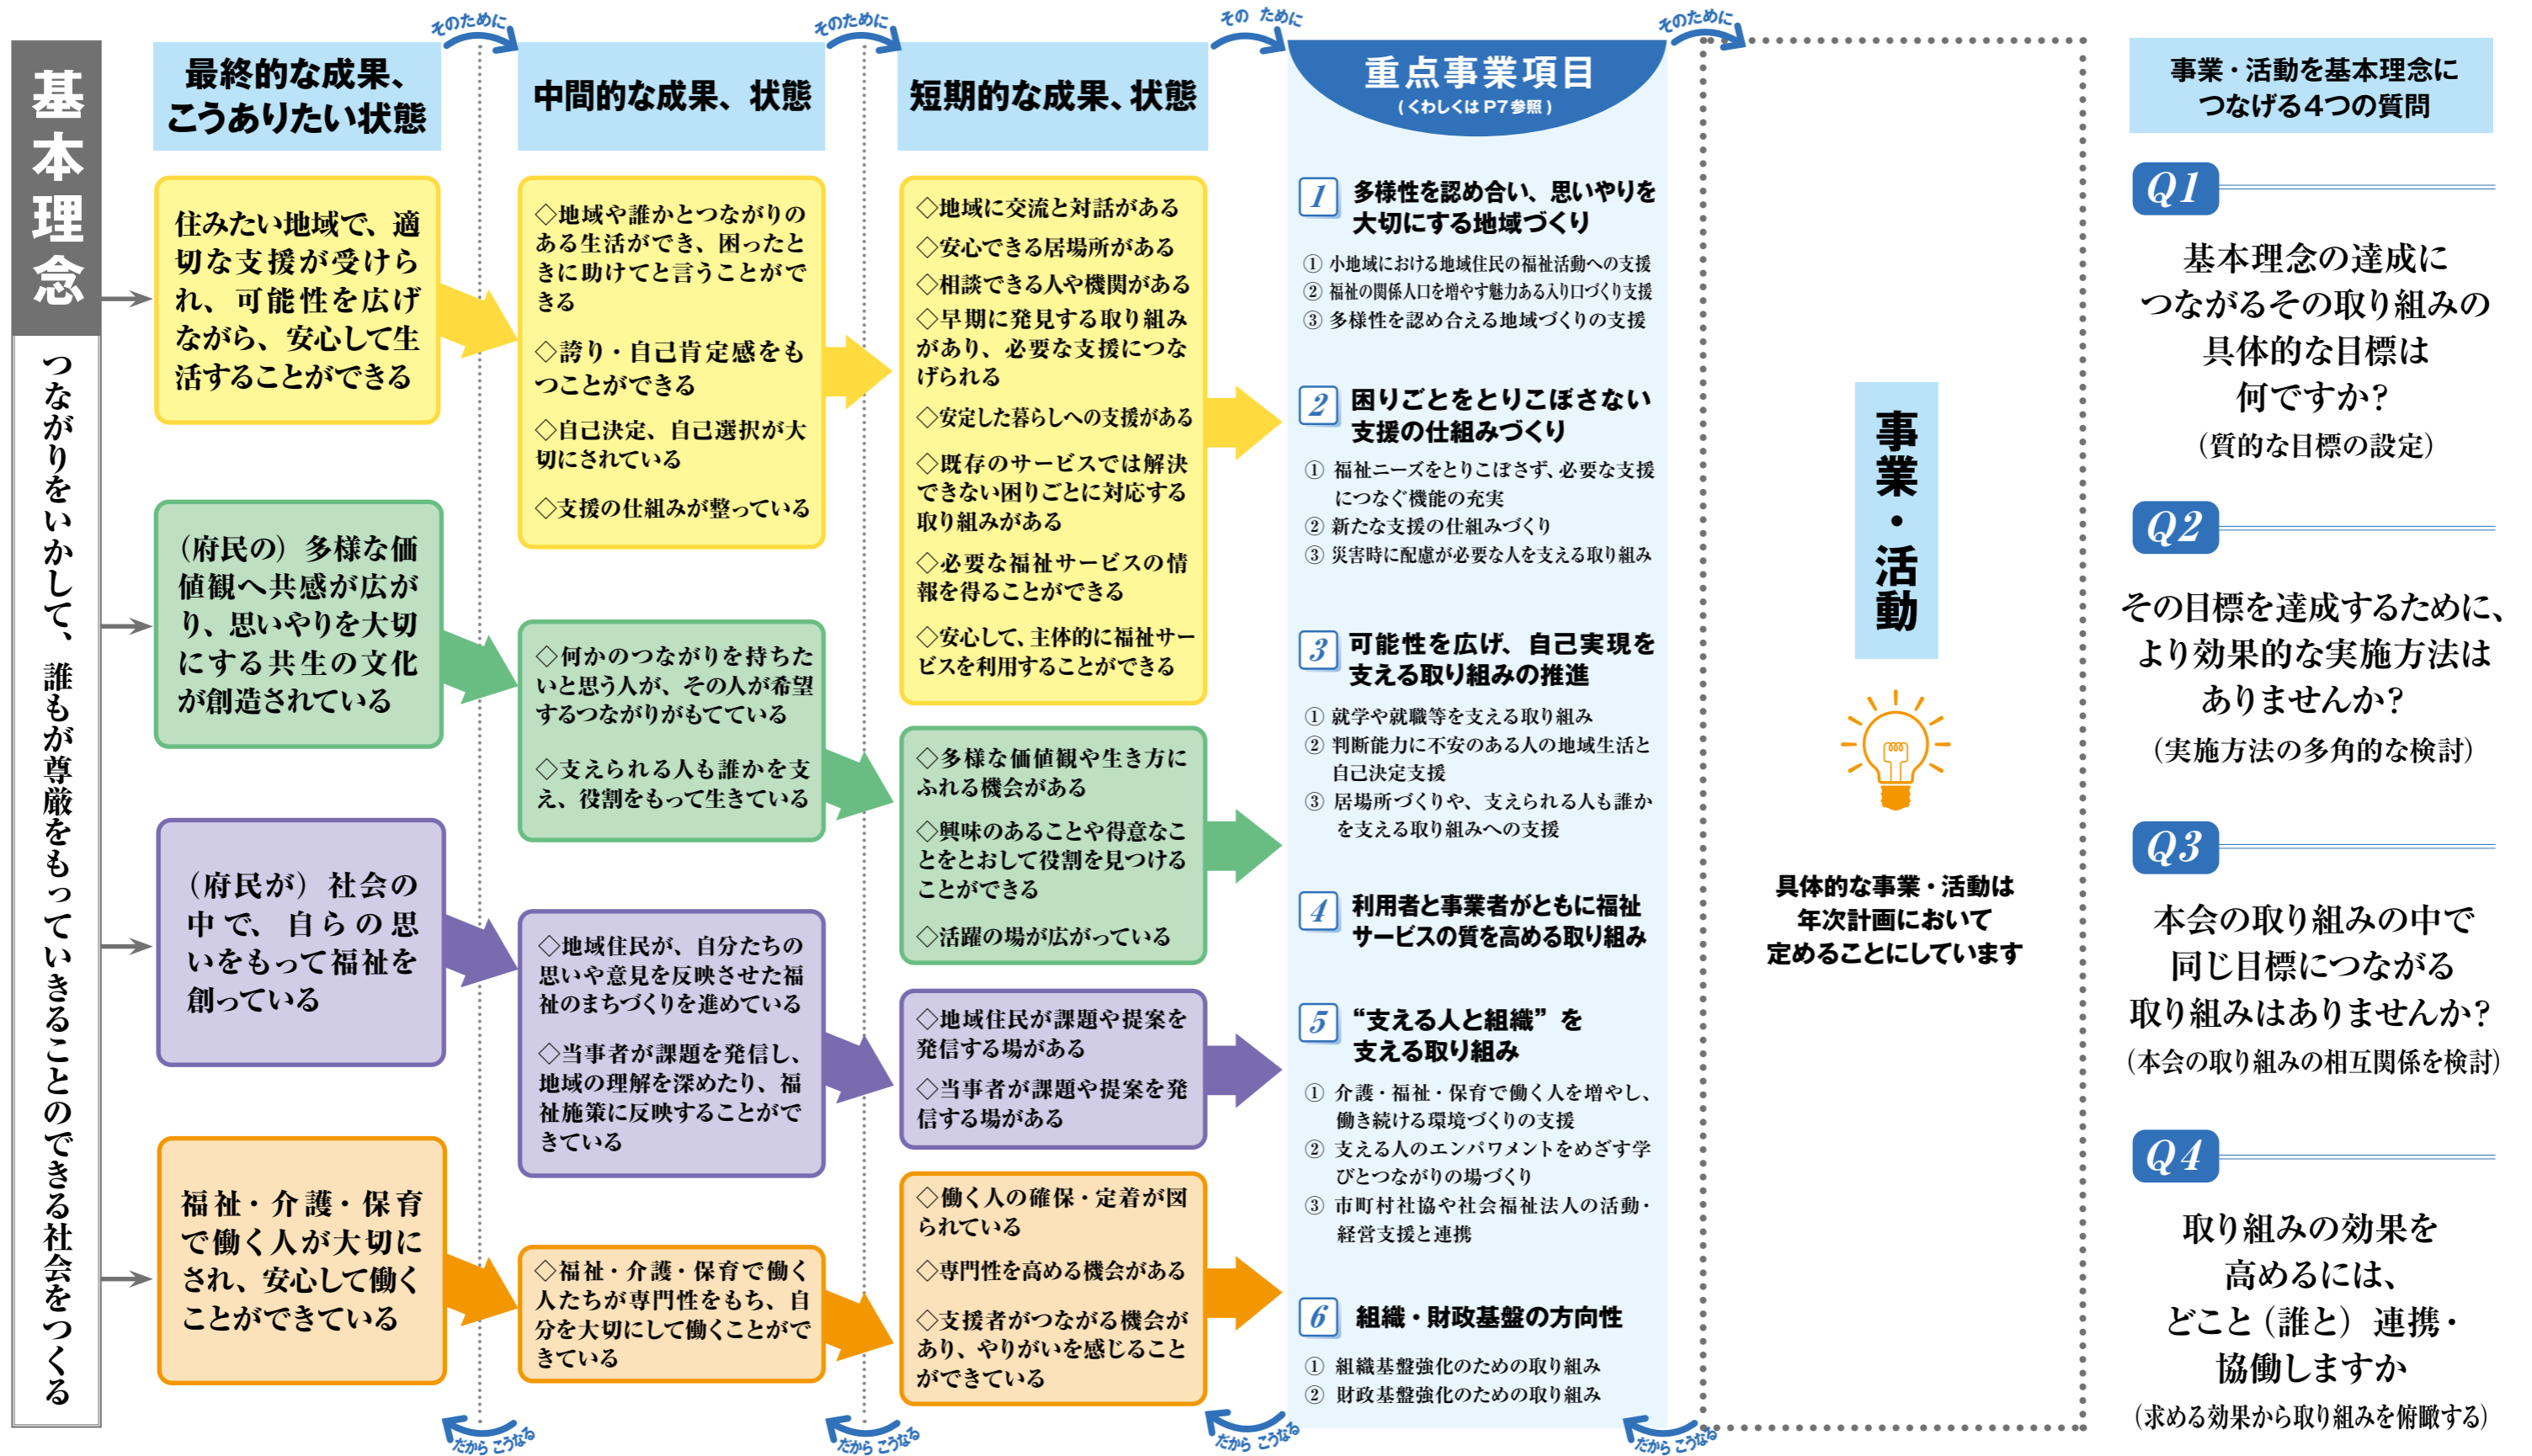 基本理念
つながりをいかして、誰もが尊厳をもっていきることのできる社会をつくる
そのために
最終的な成果、
こうありたい状態
住みたい地域で、適
切な支援が受けら
れ、可能性を広げ
ながら、安心して生
活することができる
（府民の）多様な価
値観へ共感が広が
り、思いやりを大切
にする共生の文化
が創造されている
（府民が）社会の
中で、自らの思
いをもって福祉を
創っている
福祉・介護・保育
で働く人が大切に
され、安心して働く
ことができている
だから こうなる
そのために
中間的な成果、状態
◇地域や誰かとつながりの
ある生活ができ、困ったと
きに助けてと言うことがで
きる
◇誇り・自己肯定感をも
つことができる
◇自己決定、自己選択が大
切にされている
◇支援の仕組みが整っている
◇何かのつながりを持ちた
いと思う人が、その人が希望
するつながりがもてている
◇支えられる人も誰かを支
え、役割をもって生きている
◇地域住民が、自分たちの
思いや意見を反映させた福
祉のまちづくりを進めている
◇当事者が課題を発信し、
地域の理解を深めたり、福
祉施策に反映することがで
きている
◇福祉・介護・保育で働く
人たちが専門性をもち、自
分を大切にして働くことがで
きている
だから こうなる
その ために
短期的な成果、状態
◇地域に交流と対話がある
◇安心できる居場所がある
◇相談できる人や機関がある
◇早期に発見する取り組み
があり、必要な支援につな
げられる
◇安定した暮らしへの支援がある
◇既存のサービスでは解決
できない困りごとに対応する
取り組みがある
◇必要な福祉サービスの情
報を得ることができる
◇安心して、主体的に福祉サー
ビスを利用することができる
◇多様な価値観や生き方に
ふれる機会がある
◇興味のあることや得意なこ
とをとおして役割を見つける
ことができる
◇活躍の場が広がっている
◇地域住民が課題や提案を
発信する場がある
◇当事者が課題や提案を発
信する場がある
◇働く人の確保・定着が図
られている
◇専門性を高める機会がある
◇支援者がつながる機会が
あり、やりがいを感じること
ができている
だから こうなる
そのために
重点事業項目
(くわしくは P7参照)
1 多様性を認め合い、思いやりを
大切にする地域づくり
① 小地域における地域住民の福祉活動への支援
② 福祉の関係人口を増やす魅力ある入り口づくり支援
③ 多様性を認め合える地域づくりの支援
2 困りごとをとりこぼさない
支援の仕組みづくり
① 福祉ニーズをとりこぼさず、必要な支援
につなぐ機能の充実
② 新たな支援の仕組みづくり
③ 災害時に配慮が必要な人を支える取り組み
3 可能性を広げ、自己実現を
支える取り組みの推進
① 就学や就職等を支える取り組み
② 判断能力に不安のある人の地域生活と
自己決定支援
③ 居場所づくりや、支えられる人も誰か
を支える取り組みへの支援
4 利用者と事業者がともに福祉
サービスの質を高める取り組み
5 “支える人と組織”を
支える取り組み
① 介護・福祉・保育で働く人を増やし、
働き続ける環境づくりの支援
② 支える人のエンパワメントをめざす学
びとつながりの場づくり
③ 市町村社協や社会福祉法人の活動・
経営支援と連携
6 組織・財政基盤の方向性
① 組織基盤強化のための取り組み
② 財政基盤強化のための取り組み
だから こうなる
事業・活動
具体的な事業・活動は
年次計画において
定めることにしています
事業・活動を基本理念に
つなげる4つの質問
Q1
基本理念の達成に
つながるその取り組みの
具体的な目標は
何ですか？
（質的な目標の設定）
Q2
その目標を達成するために、
より効果的な実施方法は
ありませんか？
（実施方法の多角的な検討）
Q3
本会の取り組みの中で
同じ目標につながる
取り組みはありませんか？
（本会の取り組みの相互関係を検討）
Q4
取り組みの効果を
高めるには、
どこと（誰と）連携・
協働しますか
（求める効果から取り組みを俯瞰する）